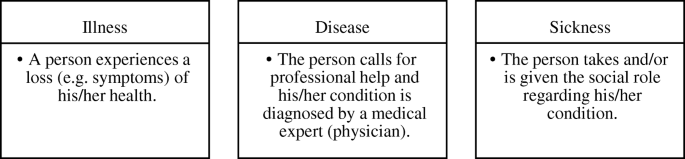 Illness
• A person experiences a
loss (e.g. symptoms) of
his/her health.
Disease
• The person calls for
professional help and
his/her condition is
diagnosed by a medical
expert (physician).
Sickness
• The person takes and/or
is given the social role
regarding his/her
condition.